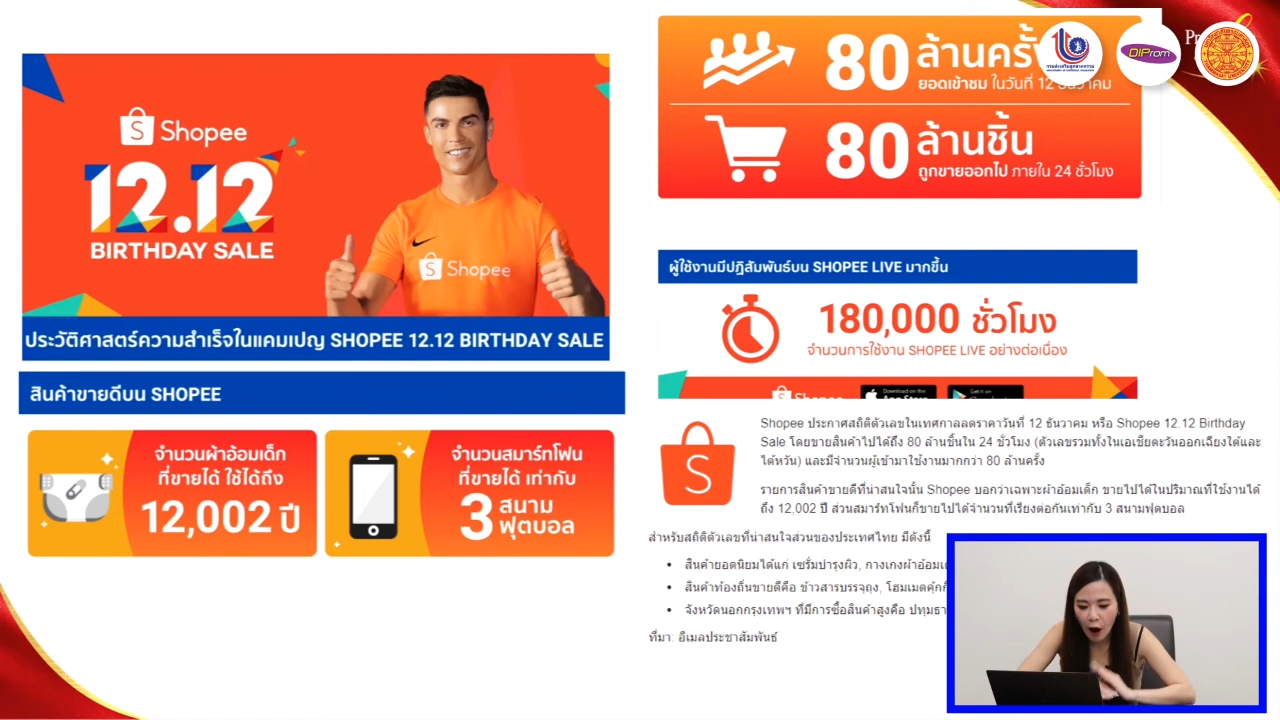 Shopee
12.12
BIRTHDAY SALE
Shopee
ประวัติศาสตร์ความสำเร็จในแคมเปญ SHOPEE 12.12 BIRTHDAY SALE
สินค้าขายดีบน SHOPEE
จำนวนผ้าอ้อมเด็ก
ที่ขายได้ ใช้ได้ถึง
12,002 ปี
จำนวนสมาร์ทโฟน
ที่ขายได้ เท่ากับ
3 สนาม
ฟุตบอล
80 ล้านครั้ง
ยอดเข้าชม ในวันที่ 12 ธันวาคม
80 ล้านชิ้น
ถูกขายออกไป ภายใน 24 ชั่วโมง
DIProm
ผู้ใช้งานมีปฏิสัมพันธ์บน SHOPEE LIVE มากขึ้น
180,000 ชั่วโมง
จำนวนการใช้งาน SHOPEE LIVE อย่างต่อเนื่อง
Shopee ประกาศสถิติตัวเลขในเทศกาลลดราคาวันที่ 12 ธันวาคม หรือ Shopee 12.12 Birthday
Sale โดยขายสินค้าไปได้ถึง 80 ล้านชิ้นใน 24 ชั่วโมง (ตัวเลขรวมทั้งในเอเชียตะวันออกเฉียงใต้และ
ไต้หวัน) และมีจำนวนผู้เข้ามาใช้งานมากกว่า 80 ล้านครั้ง
รายการสินค้าขายดีที่น่าสนใจนั้น Shopee บอกว่าเฉพาะผ้าอ้อมเด็ก ขายไปได้ในปริมาณที่ใช้งานได้
ถึง 12,002 ปี ส่วนสมาร์ทโฟนก็ขายไปได้จำนวนที่เรียงต่อกันเท่ากับ 3 สนามฟุตบอล
สำหรับสถิติตัวเลขที่น่าสนใจส่วนของประเทศไทย มีดังนี้
สินค้ายอดนิยมได้แก่ เซรั่มบำรุงผิว, กางเกงผ้าอ้อม
สินค้าท้องถิ่นขายดีคือ ข้าวสารบรรจุถุง, โฮมเมดคุ้กกี้
จังหวัดนอกกรุงเทพฯ ที่มีการซื้อสินค้าสูงคือ ปทุมธา
ที่มา: อีเมลประชาสัมพันธ์